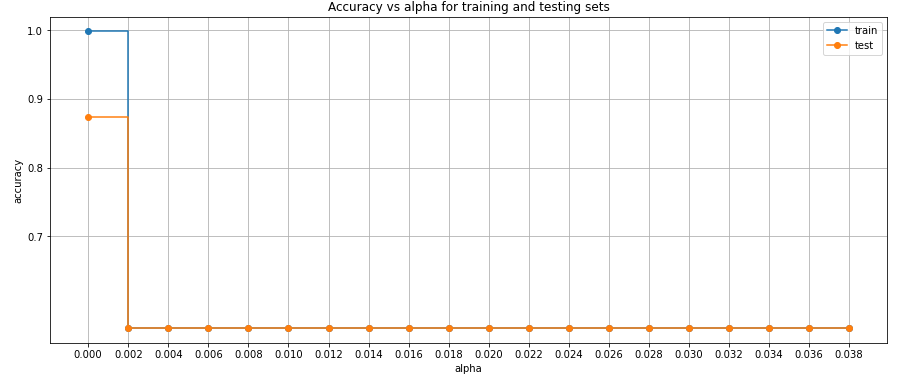 Accuracy vs alpha for training and testing sets
train
test
accuracy
1.0
0.9
0.8
0.7
0.000 0.002 0.004 0.006 0.008 0.010 0.012 0.014 0.016 0.018 0.020 0.022 0.024 0.026 0.028 0.030 0.032 0.034 0.036 0.038
alpha